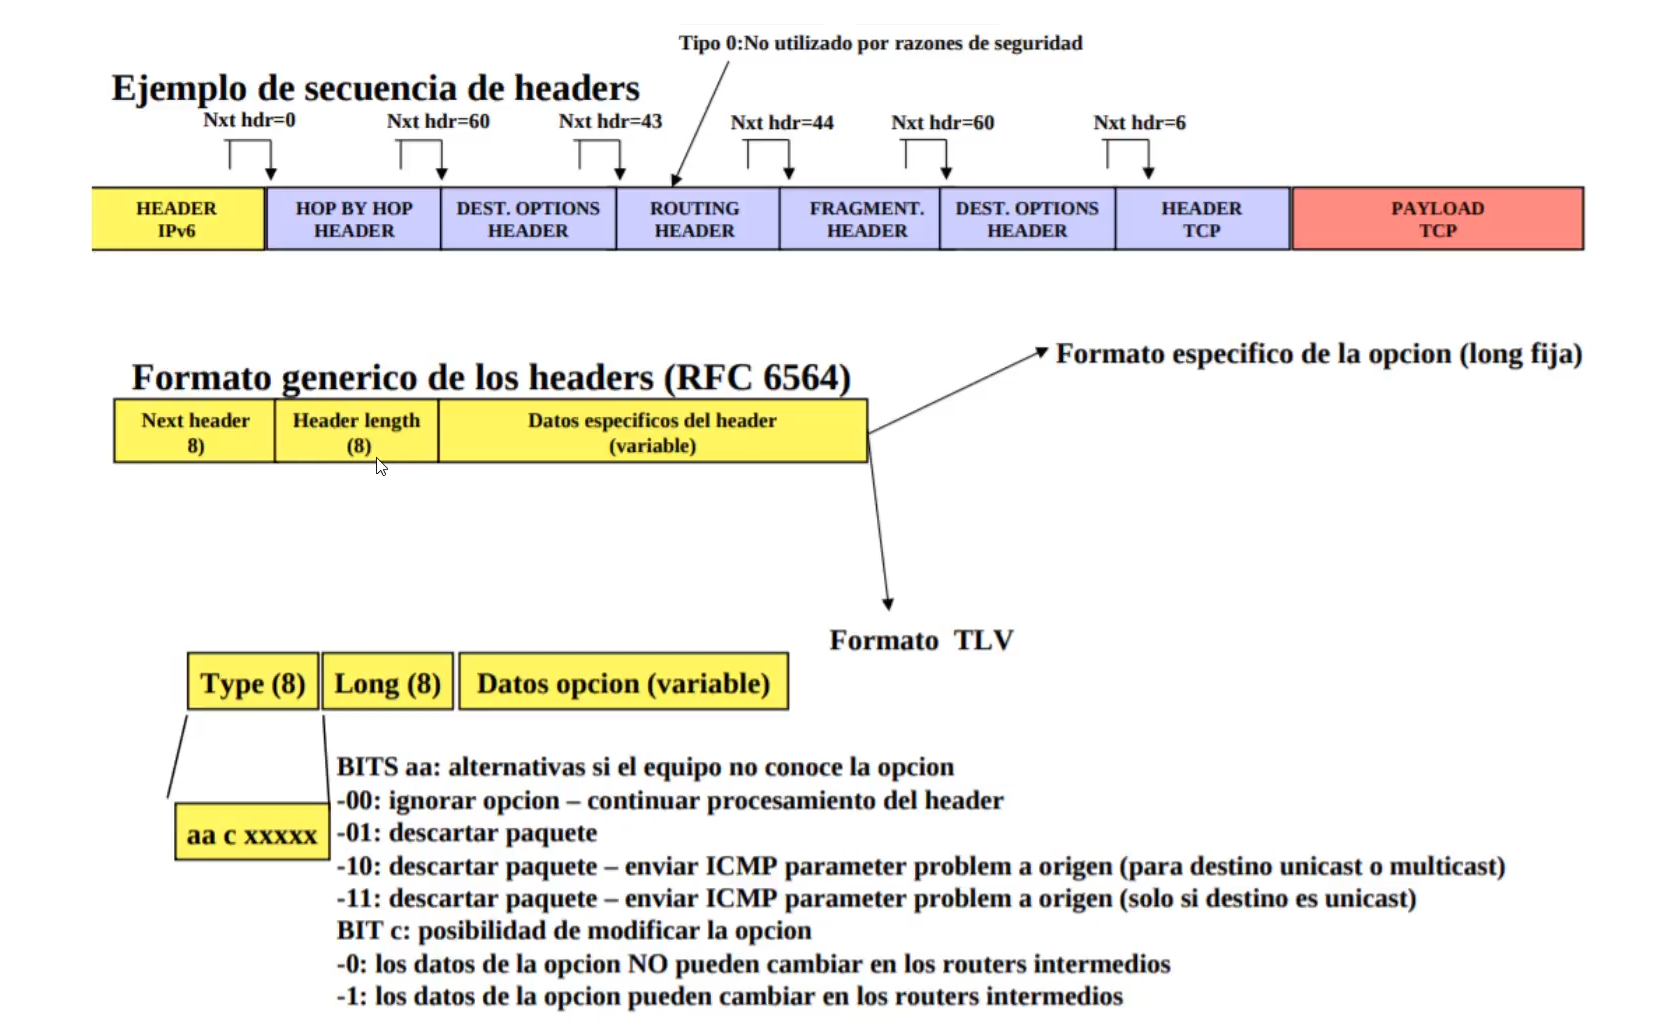 Tipo 0:No utilizado por razones de seguridad
Ejemplo de secuencia de headers
Nxt hdr=0 Nxt hdr=60 Nxt hdr=43 Nxt hdr=44 Nxt hdr=60 Nxt hdr=6
HEADER
IPv6
HOP BY HOP
HEADER
DEST. OPTIONS
HEADER
ROUTING
HEADER
FRAGMENT.
HEADER
DEST. OPTIONS
HEADER
HEADER
TCP
PAYLOAD
TCP
Formato especifico de la opcion (long fija)
Formato generico de los headers (RFC 6564)
Next header
8)
Header length
(8)
Datos especificos del header
(variable)
Formato TLV
Type (8)
Long (8)
Datos opcion (variable)
aa c xxxxx
BITS aa: alternativas si el equipo no conoce la opcion
-00: ignorar opcion – continuar procesamiento del header
-01: descartar paquete
-10: descartar paquete – enviar ICMP parameter problem a origen (para destino unicast o multicast)
-11: descartar paquete – enviar ICMP parameter problem a origen (solo si destino es unicast)
BIT c: posibilidad de modificar la opcion
-0: los datos de la opcion NO pueden cambiar en los routers intermedios
-1: los datos de la opcion pueden cambiar en los routers intermedios